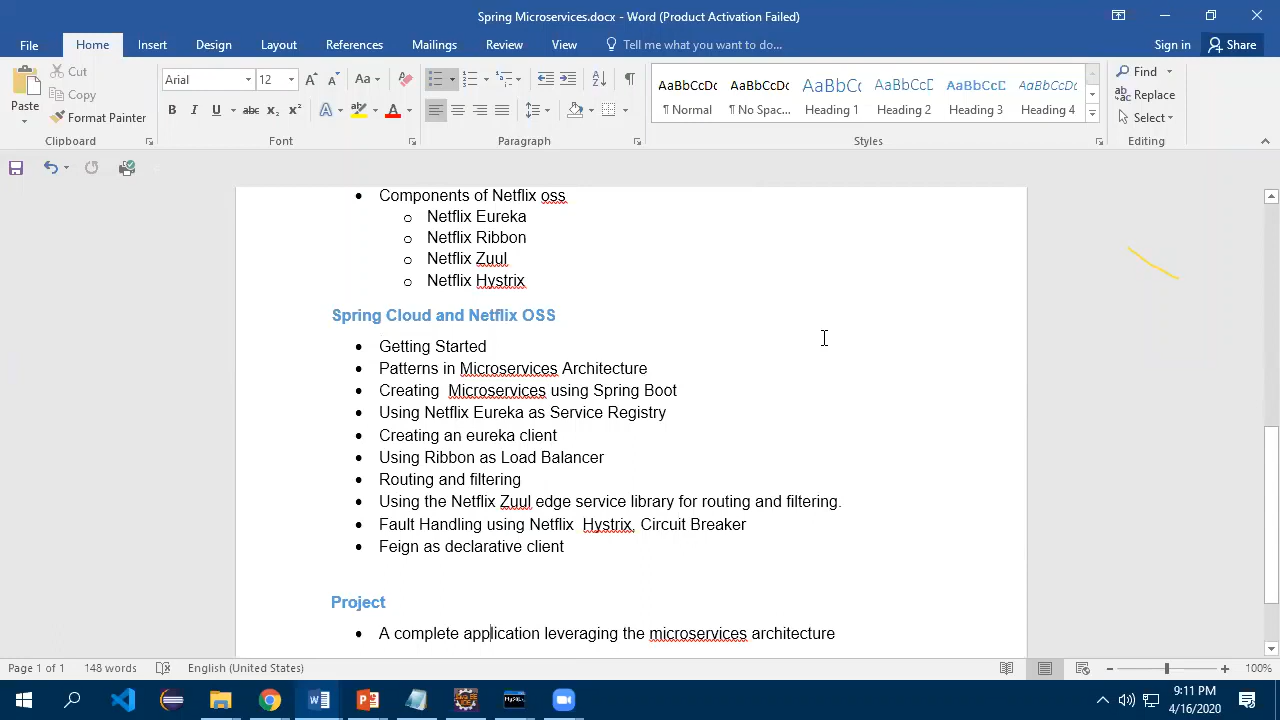 Spring Microservices.docx - Word (Product Activation Failed)
File Home Insert Design Layout References Mailings Review View Tell me what you want to do... Sign in Share
Paste Cut Copy Format Painter
Arial 12
AaBbCcDc AaBbCcDc AaBbCc AaBbCcD AaBbCcD AaBbCcDc
¶ Normal ¶ No Spac... Heading 1 Heading 2 Heading 3 Heading 4
Find Replace Select
Clipboard Font Paragraph Styles Editing
• Components of Netflix oss
o Netflix Eureka
o Netflix Ribbon
o Netflix Zuul
o Netflix Hystrix
Spring Cloud and Netflix OSS
• Getting Started
• Patterns in Microservices Architecture
• Creating  Microservices using Spring Boot
• Using Netflix Eureka as Service Registry
• Creating an eureka client
• Using Ribbon as Load Balancer
• Routing and filtering
• Using the Netflix Zuul edge service library for routing and filtering.
• Fault Handling using Netflix  Hystrix, Circuit Breaker
• Feign as declarative client
Project
• A complete application leveraging the microservices architecture
Page 1 of 1 148 words English (United States) 100%
9:11 PM
4/16/2020